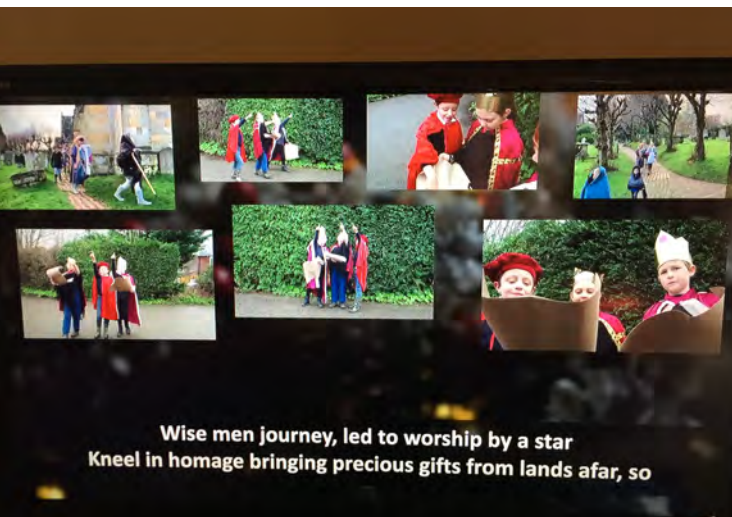 Wise men journey, led to worship by a star
Kneel in homage bringing precious gifts from lands afar, so